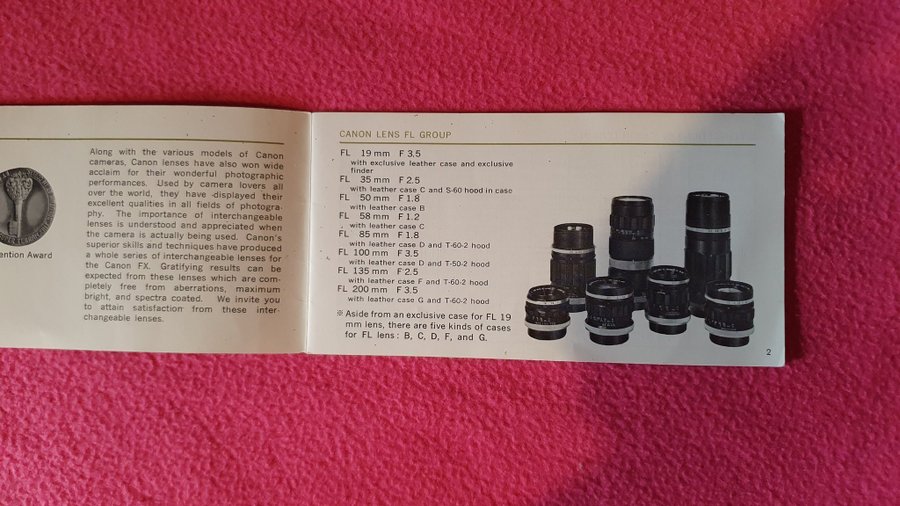 ention Award
Along with the various models of Canon
cameras, Canon lenses have also won wide
acclaim for their wonderful photographic
performances. Used by camera lovers all
over the world, they have displayed their
excellent qualities in all fields of photogra-
phy. The importance of interchangeable
lenses is understood and appreciated when
the camera is actually being used. Canon's
superior skills and techniques have produced
a whole series of interchangeable lenses for
the Canon FX. Gratifying results can be
expected from these lenses which are com-
pletely free from aberrations, maximum
bright, and spectra coated. We invite you
to attain satisfaction from these inter-
changeable lenses.
CANON LENS FL GROUP
FL 19 mm F 3.5
with exclusive leather case and exclusive
finder
FL 35 mm F 2.5
with leather case C and S-60 hood in case
FL 50 mm F 1.8
with leather case B
FL 58 mm F 1.2
with leather case C
FL 85 mm F 1.8
with leather case D and T-60-2 hood
FL 100 mm F 3.5
with leather case D and T-50-2 hood
FL 135 mm F 2.5
with leather case F and T-60-2 hood
FL 200 mm F 3.5
with leather case G and T-60-2 hood
※ Aside from an exclusive case for FL 19
mm lens, there are five kinds of cases
for FL lens: B, C, D, F, and G.
2